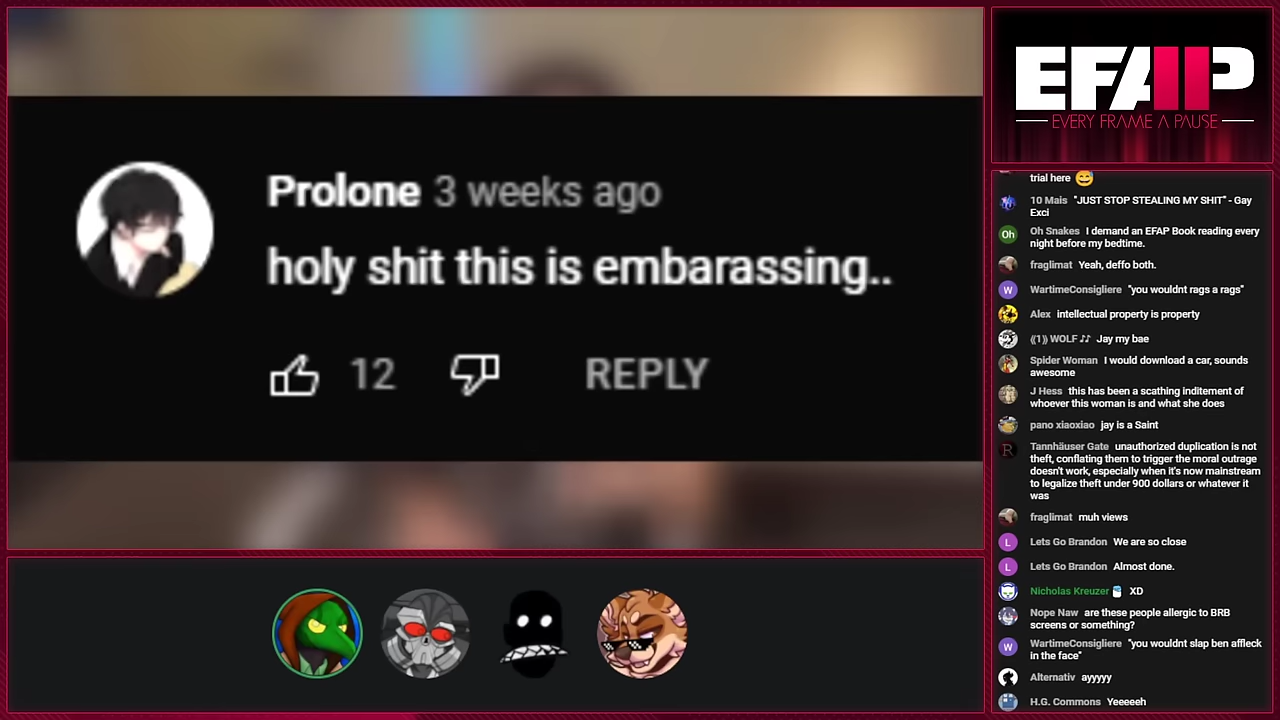 Prolone 3 weeks ago
holy shit this is embarassing..
12 REPLY
EFAP
EVERY FRAME A PAUSE
trial here 😅
10 Mais "JUST STOP STEALING MY SHIT" - Gay
Exci
Oh
Oh Snakes I demand an EFAP Book reading every
night before my bedtime.
fraglimat Yeah, deffo both.
W
WartimeConsigliere "you wouldnt rags a rags"
Alex intellectual property is property
⸨1⸩ WOLF ♪♪ Jay my bae
Spider Woman I would download a car, sounds
awesome
J Hess this has been a scathing inditement of
whoever this woman is and what she does
pano xiaoxiao jay is a Saint
R
Tannhäuser Gate unauthorized duplication is not
theft, conflating them to trigger the moral outrage
doesn't work, especially when it's now mainstream
to legalize theft under 900 dollars or whatever it
was
fraglimat muh views
L
Lets Go Brandon We are so close
L
Lets Go Brandon Almost done.
Nicholas Kreuzer XD
Nope Naw are these people allergic to BRB
screens or something?
W
WartimeConsigliere "you wouldnt slap ben affleck
in the face"
Alternativ ayyyyy
H.G. Commons Yeeeeeh